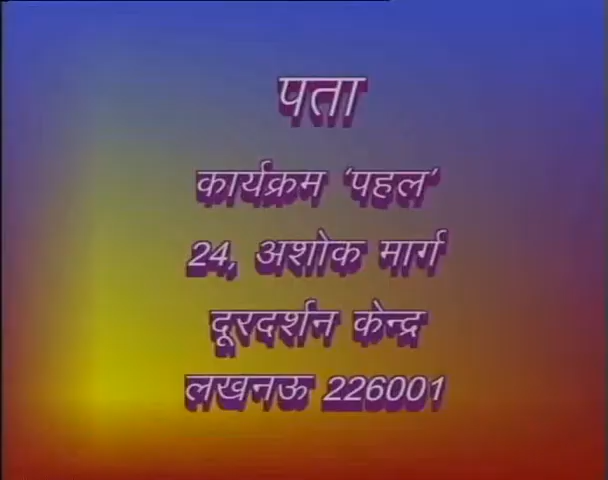 पता
कार्यक्रम 'पहल'
24, अशोक मार्ग
दूरदर्शन केन्द्र
लखनऊ 226001